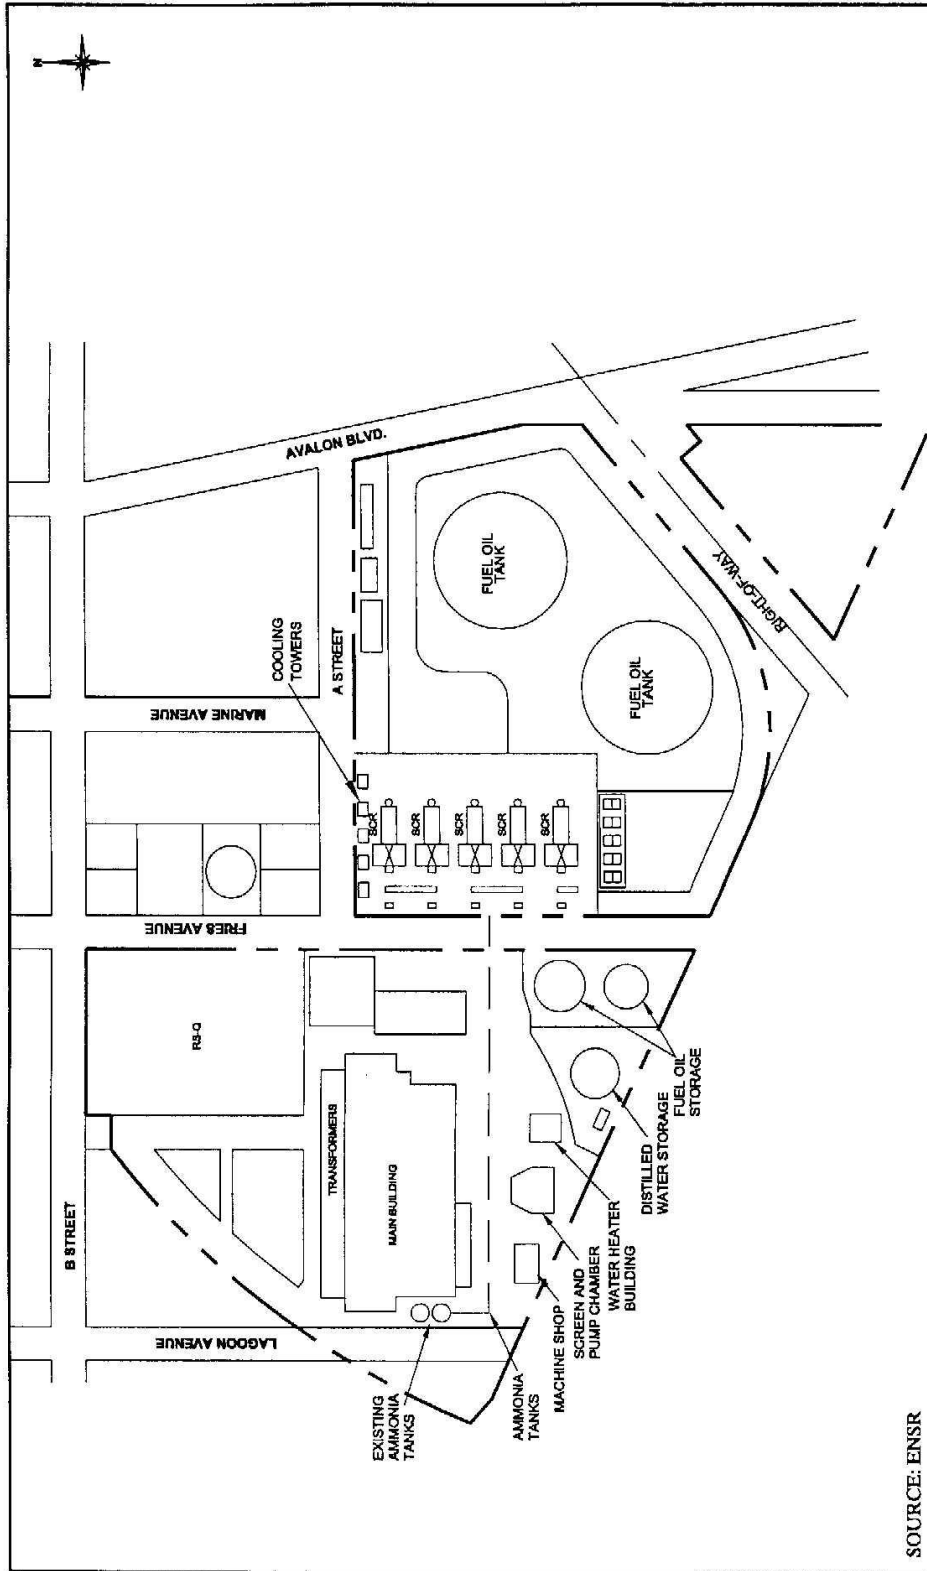 N
B STREET
LAGOON AVENUE
FRIES AVENUE
MARINE AVENUE
AVALON BLVD.
A STREET
COOLING
TOWERS
RS-Q
TRANSFORMERS
MAIN BUILDING
SCR
SCR
SCR
SCR
SCR
FUEL OIL
TANK
FUEL OIL
TANK
RIGHT-OF-WAY
EXISTING
AMMONIA
TANKS
AMMONIA
TANKS
MACHINE SHOP
SCREEN AND
PUMP CHAMBER
WATER HEATER
BUILDING
DISTILLED
WATER STORAGE
FUEL OIL
STORAGE
SOURCE: ENSR